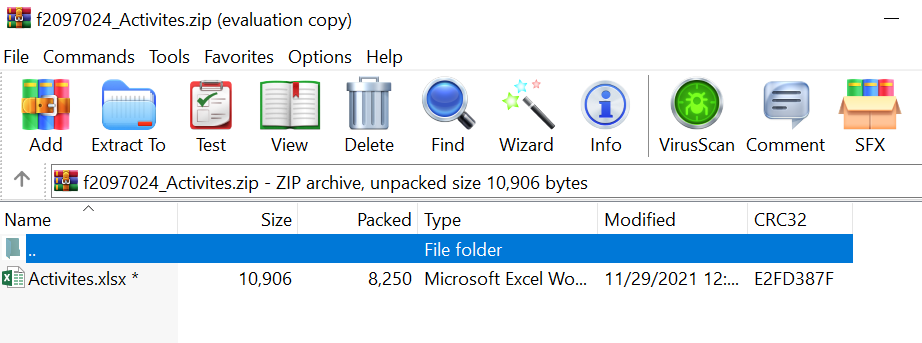 f2097024_Activites.zip (evaluation copy)
File Commands Tools Favorites Options Help
Add Extract To Test View Delete Find Wizard Info VirusScan Comment SFX
f2097024_Activites.zip - ZIP archive, unpacked size 10,906 bytes
Name Size Packed Type Modified CRC32
.. File folder
Activites.xlsx * 10,906 8,250 Microsoft Excel Wo... 11/29/2021 12:... E2FD387F